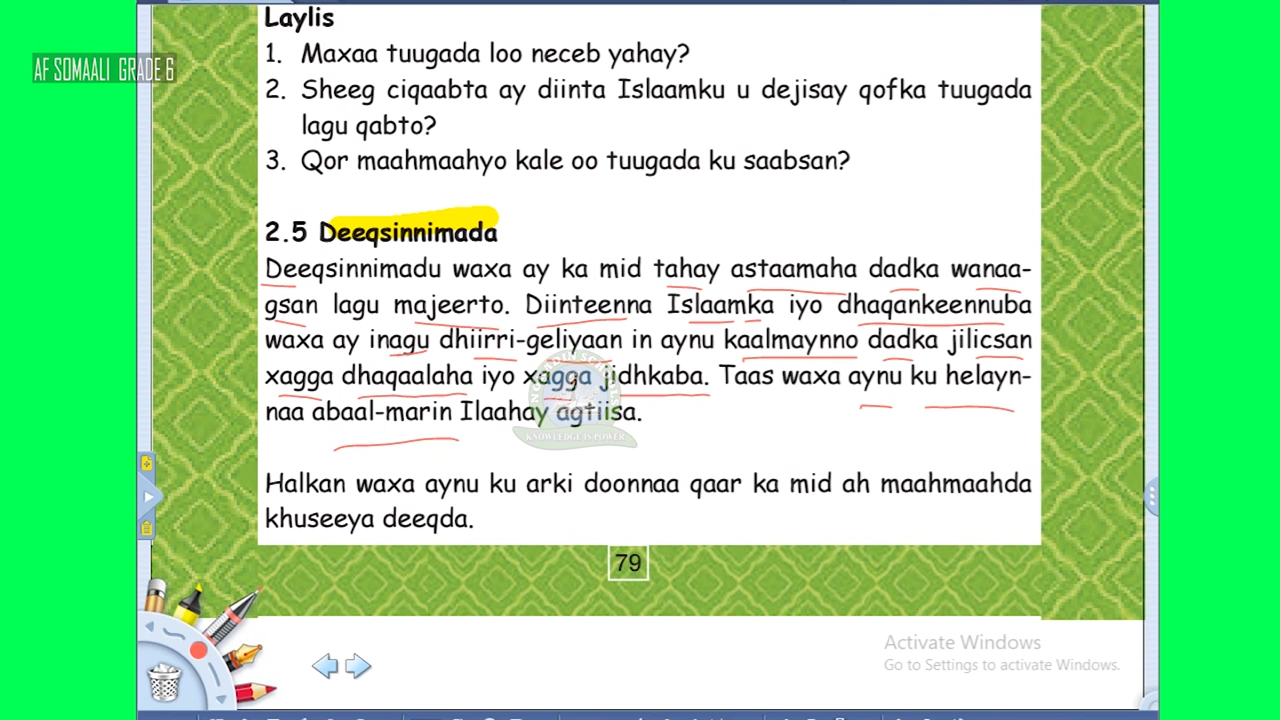 AF SOMAALI GRADE 6
Laylis
1. Maxaa tuugada loo neceb yahay?
2. Sheeg ciqaabta ay diinta Islaamku u dejisay qofka tuugada
lagu qabto?
3. Qor maahmaahyo kale oo tuugada ku saabsan?
2.5 Deeqsinnimada
Deeqsinnimadu waxa ay ka mid tahay astaamaha dadka wanaa-
gsan lagu majeerto. Diinteenna Islaamka iyo dhaqankeennuba
waxa ay inagu dhiirri-geliyaan in aynu kaalmaynno dadka jilicsan
xagga dhaqaalaha iyo xagga jidhkaba. Taas waxa aynu ku helayn-
naa abaal-marin Ilaahay agtiisa.
KNOWLEDGE IS POWER
Halkan waxa aynu ku arki doonnaa qaar ka mid ah maahmaahda
khuseeya deeqda.
79
Activate Windows
Go to Settings to activate Windows.